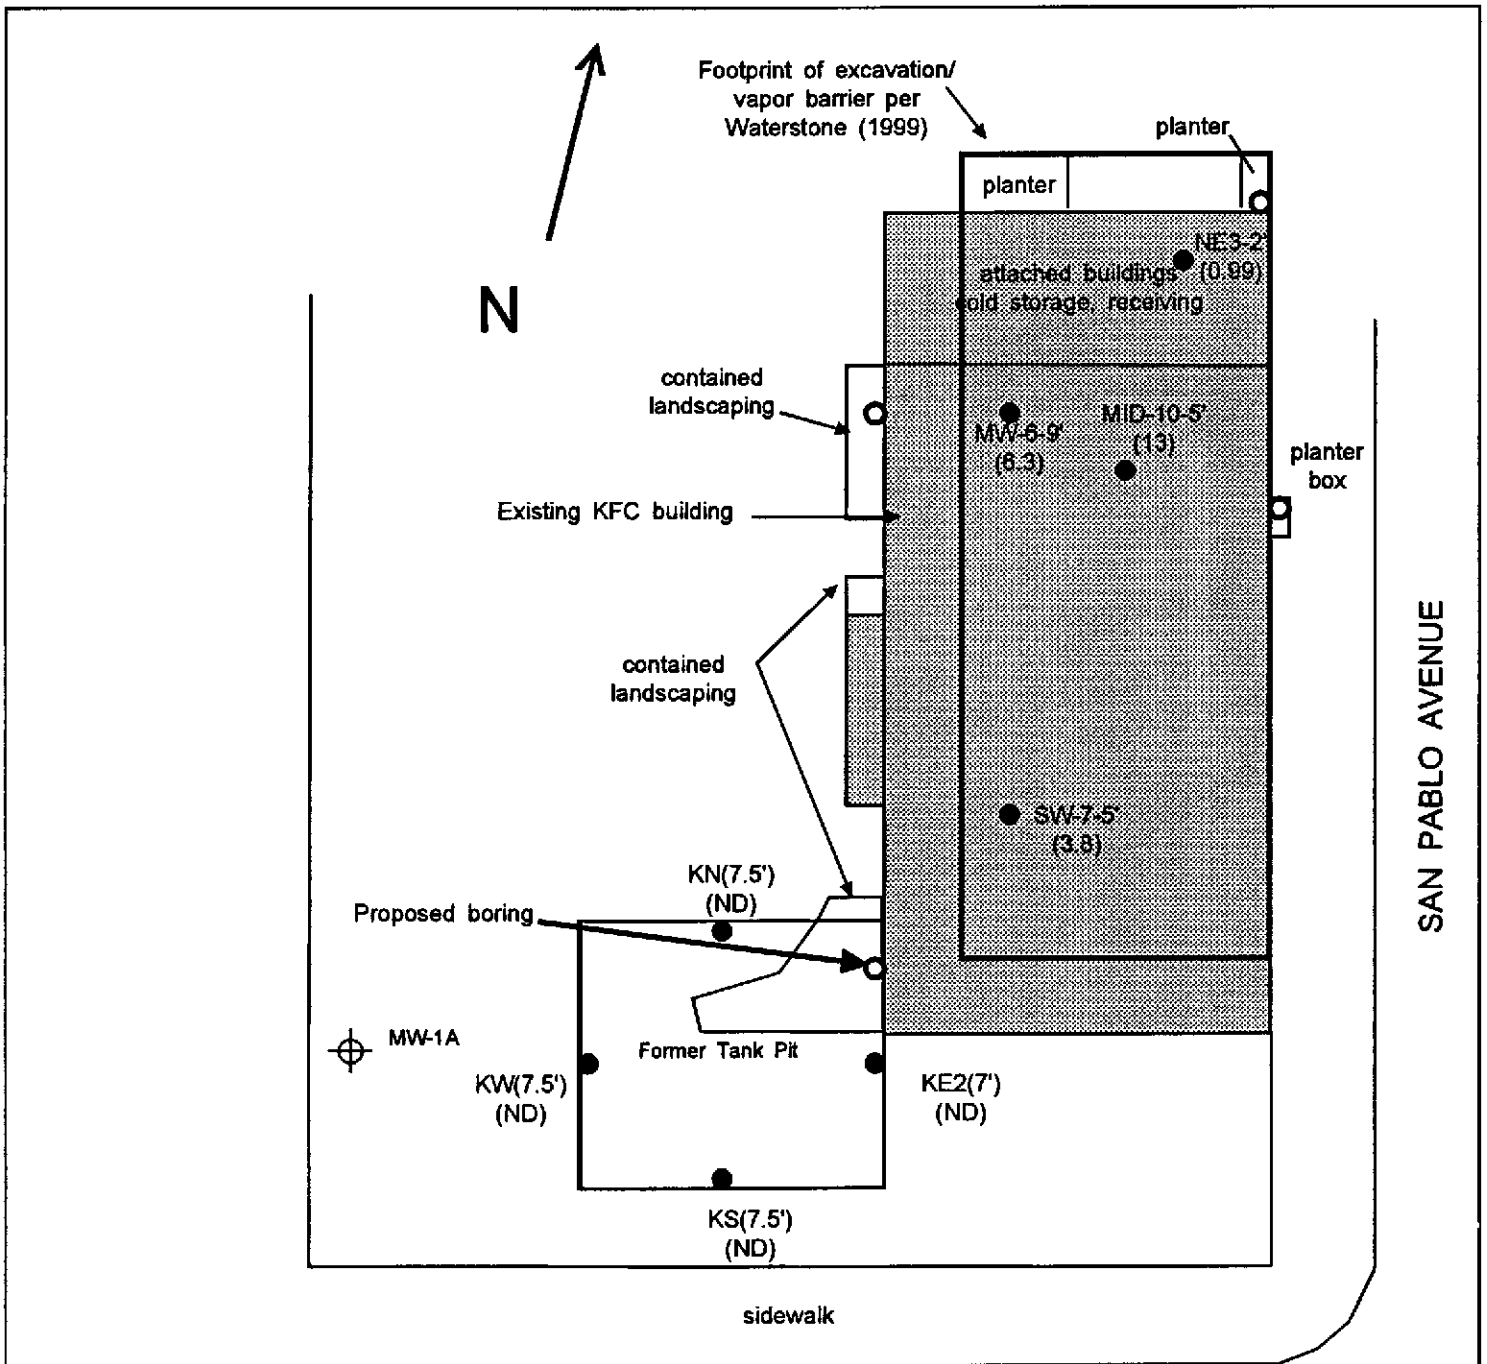 Footprint of excavation/
vapor barrier per
Waterstone (1999)
planter
planter
N
NE3-2'
(0.99)
attached buildings
cold storage, receiving
contained
landscaping
MW-6-9'
(6.3)
MID-10-5'
(13)
planter
box
Existing KFC building
contained
landscaping
SAN PABLO AVENUE
SW-7-5'
(3.8)
KN(7.5')
(ND)
Proposed boring
MW-1A
Former Tank Pit
KW(7.5')
(ND)
KE2(7')
(ND)
KS(7.5')
(ND)
sidewalk